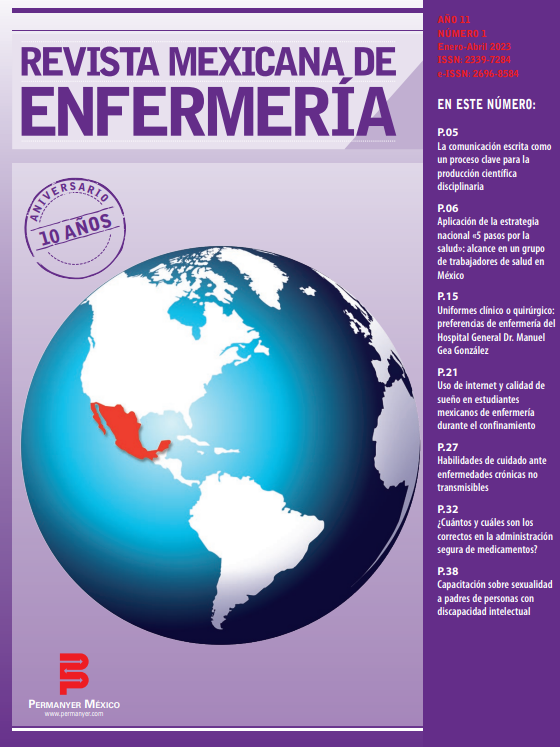 REVISTA MEXICANA DE
ENFERMERÍA
ANIVERSARIO
10 AÑOS
PERMANYER MÉXICO
www.permanyer.com
AÑO 11
NÚMERO 1
Enero-Abril 2023
ISSN: 2339-7284
e-ISSN: 2696-8584
EN ESTE NÚMERO:
P.05
La comunicación escrita como
un proceso clave para la
producción científica
disciplinaria
P.06
Aplicación de la estrategia
nacional «5 pasos por la
salud»: alcance en un grupo
de trabajadores de salud en
México
P.15
Uniformes clínico o quirúrgico:
preferencias de enfermería del
Hospital General Dr. Manuel
Gea González
P.21
Uso de internet y calidad de
sueño en estudiantes
mexicanos de enfermería
durante el confinamiento
P.27
Habilidades de cuidado ante
enfermedades crónicas no
transmisibles
P.32
¿Cuántos y cuáles son los
correctos en la administración
segura de medicamentos?
P.38
Capacitación sobre sexualidad
a padres de personas con
discapacidad intelectual